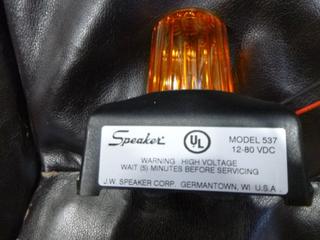 Speaker
UL
MODEL 537
12-80 VDC
WARNING HIGH VOLTAGE
WAIT (5) MINUTES BEFORE SERVICING
J.W. SPEAKER CORP. GERMANTOWN, WI U.S.A.